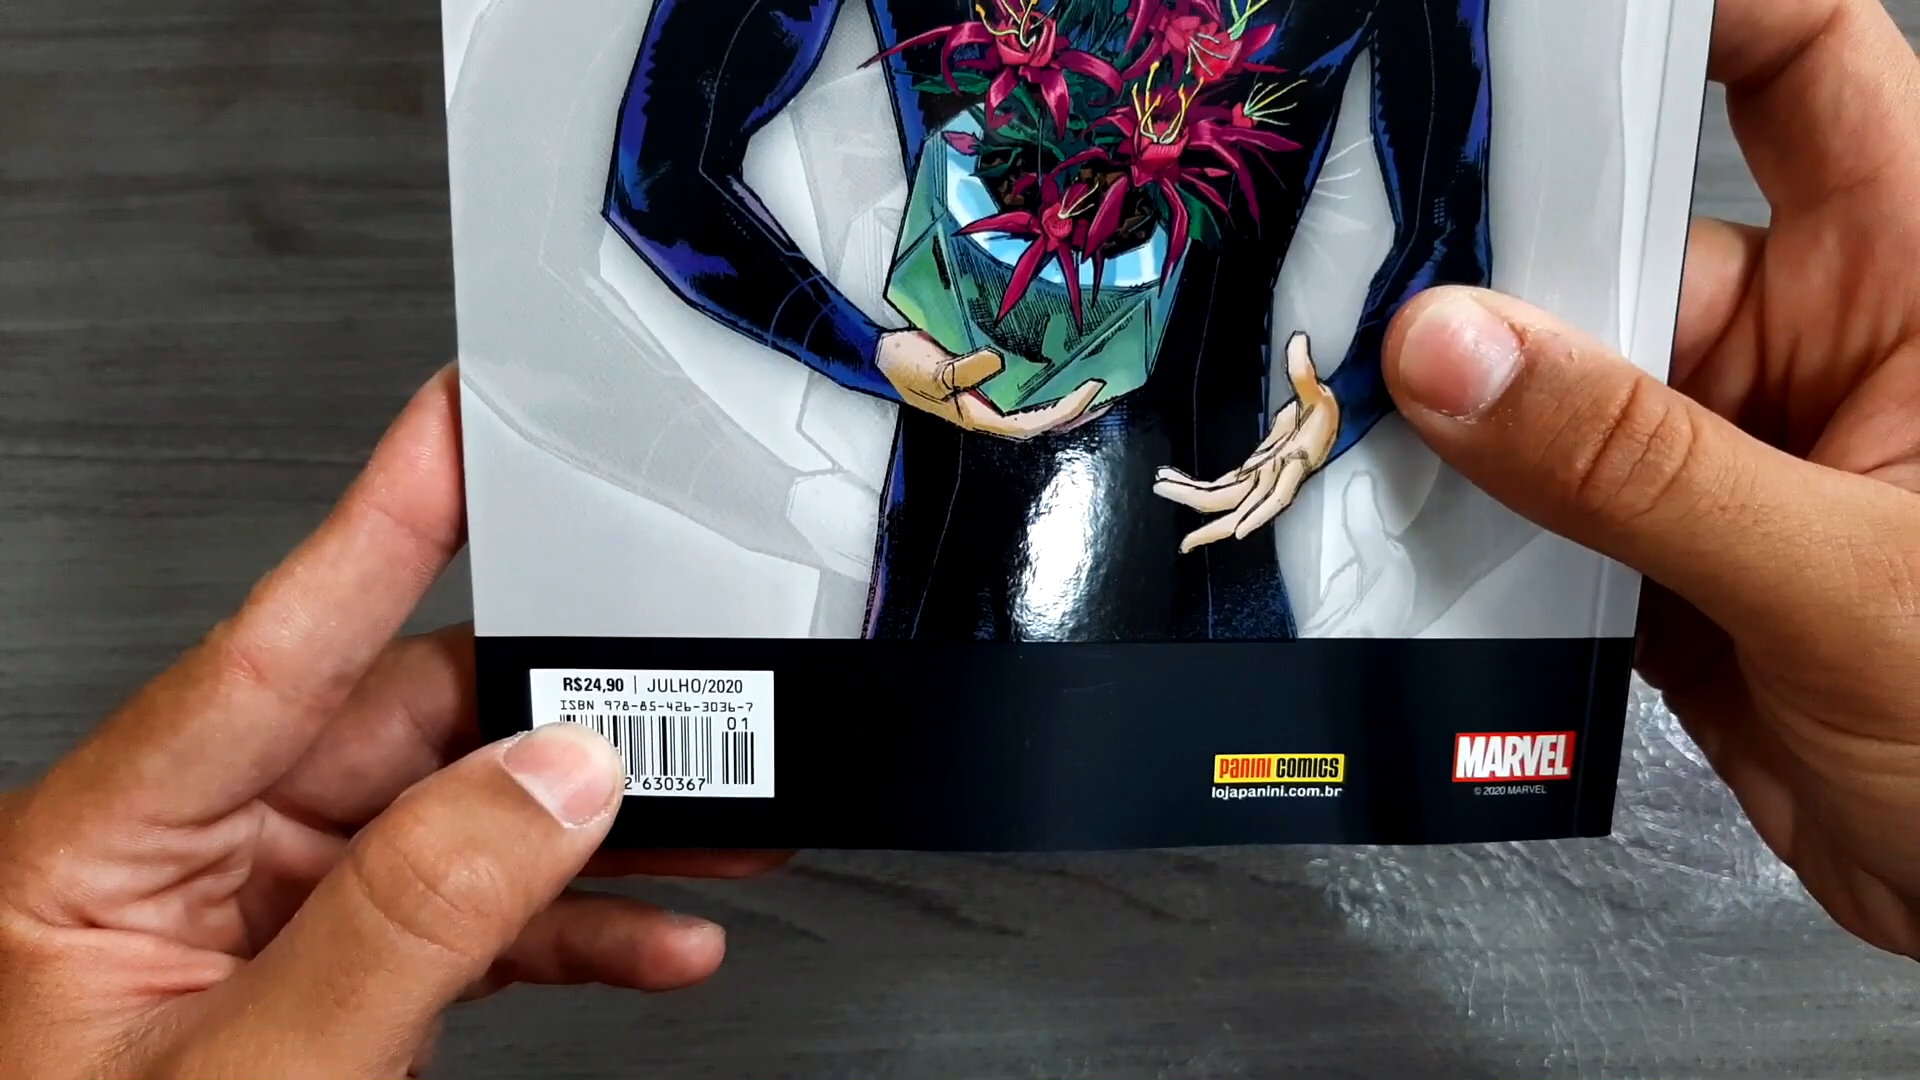 R$24,90 | JULHO/2020
ISBN 978-85-426-3036-7
01
2 630367
PANINI COMICS
lojapanini.com.br
MARVEL
© 2020 MARVEL